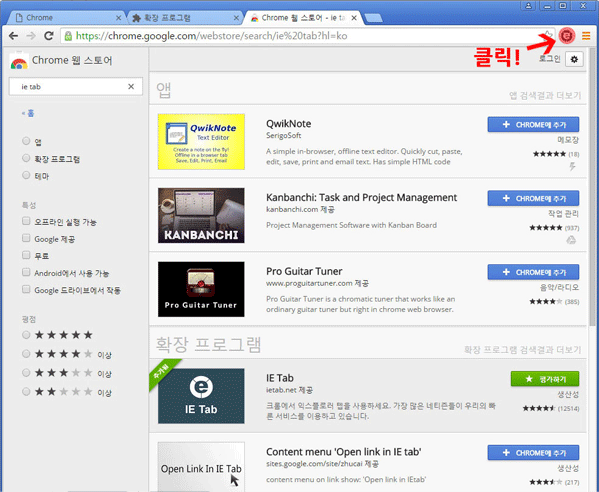 Chrome
확장 프로그램
Chrome 웹 스토어 - ie ta
https://chrome.google.com/webstore/search/ie%20tab?hl=ko
클릭!
Chrome 웹 스토어
로그인
ie tab
< 홈
앱
확장 프로그램
테마
특성
오프라인 실행 가능
Google 제공
무료
Android에서 사용 가능
Google 드라이브에서 작동
평점
이상
이상
이상
앱
앱 검색결과 더보기
QwikNote
Text Editor
Create a note on the fly!
Offline in a browser tab
Save, Edit, Print, Email
QwikNote
SerigoSoft
A simple in-browser, offline text editor. Quickly cut, paste,
edit, save, print and email text. Has simple HTML code
CHROME에 추가
메모장
(18)
KANBANCHI
Kanbanchi: Task and Project Management
kanbanchi.com 제공
Project Management Software with Kanban Board
CHROME에 추가
작업 관리
(937)
Pro Guitar Tuner
Pro Guitar Tuner
www.proguitartuner.com 제공
Pro Guitar Tuner is a chromatic tuner that works like an
ordinary guitar tuner but right in chrome web browser.
CHROME에 추가
음악/라디오
(385)
확장 프로그램
확장 프로그램 검색결과 더보기
추가됨
IE Tab
IE Tab
ietab.net 제공
크롬에서 익스플로러 탭을 사용하세요. 가장 많은 네티즌들이 우리의 빠
른 서비스를 이용하고 있습니다.
평가하기
생산성
(12514)
Open Link In IE Tab
Content menu 'Open link in IE tab'
sites.google.com/site/zhucai 제공
content menu on link show: 'Open link in IEtab'
CHROME에 추가
생산성
(217)